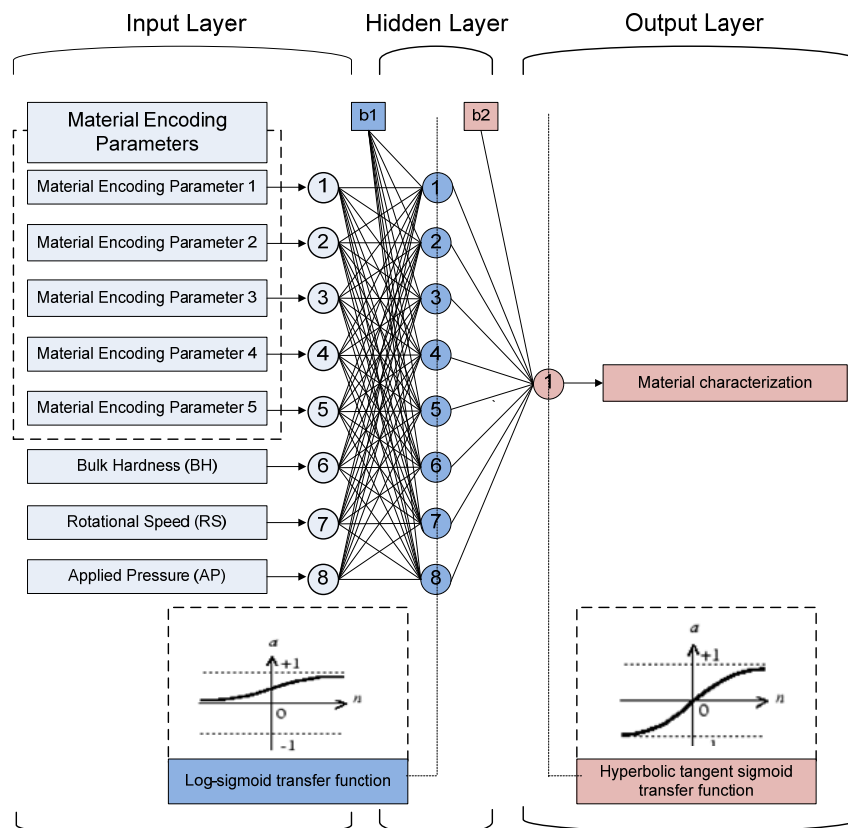 Input Layer
Hidden Layer
Output Layer
Material Encoding
Parameters
b1
b2
Material Encoding Parameter 1
1
1
Material Encoding Parameter 2
2
2
Material Encoding Parameter 3
3
3
Material Encoding Parameter 4
4
4
1
Material characterization
Material Encoding Parameter 5
5
5
Bulk Hardness (BH)
6
6
Rotational Speed (RS)
7
7
Applied Pressure (AP)
8
8
a
+1
n
0
-1
Log-sigmoid transfer function
a
+1
n
0
Hyperbolic tangent sigmoid
transfer function